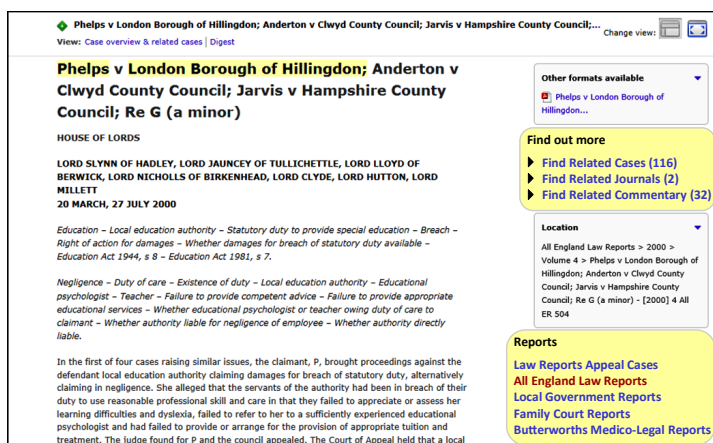 Phelps v London Borough of Hillingdon; Anderton v Clwyd County Council; Jarvis v Hampshire County Council;...
Change view:
View: Case overview & related cases | Digest
Phelps v London Borough of Hillingdon; Anderton v
Clwyd County Council; Jarvis v Hampshire County
Council; Re G (a minor)
HOUSE OF LORDS
LORD SLYNN OF HADLEY, LORD JAUNCEY OF TULLICHETTLE, LORD LLOYD OF
BERWICK, LORD NICHOLLS OF BIRKENHEAD, LORD CLYDE, LORD HUTTON, LORD
MILLETT
20 MARCH, 27 JULY 2000
Education – Local education authority – Statutory duty to provide special education – Breach –
Right of action for damages – Whether damages for breach of statutory duty available –
Education Act 1944, s 8 – Education Act 1981, s 7.
Negligence – Duty of care – Existence of duty – Local education authority – Educational
psychologist – Teacher – Failure to provide competent advice – Failure to provide appropriate
educational services – Whether educational psychologist or teacher owing duty of care to
claimant – Whether authority liable for negligence of employee – Whether authority directly
liable.
In the first of four cases raising similar issues, the claimant, P, brought proceedings against the
defendant local education authority claiming damages for breach of statutory duty, alternatively
claiming in negligence. She alleged that the servants of the authority had been in breach of their
duty to use reasonable professional skill and care in that they failed to appreciate or assess her
learning difficulties and dyslexia, failed to refer her to a sufficiently experienced educational
psychologist and had failed to provide or arrange for the provision of appropriate tuition and
treatment. The judge found for P and the council appealed. The Court of Appeal held that a local
Other formats available
Phelps v London Borough of
Hillingdon...
Find out more
Find Related Cases (116)
Find Related Journals (2)
Find Related Commentary (32)
Location
All England Law Reports > 2000 >
Volume 4 > Phelps v London Borough of
Hillingdon; Anderton v Clwyd County
Council; Jarvis v Hampshire County
Council; Re G (a minor) - [2000] 4 All
ER 504
Reports
Law Reports Appeal Cases
All England Law Reports
Local Government Reports
Family Court Reports
Butterworths Medico-Legal Reports